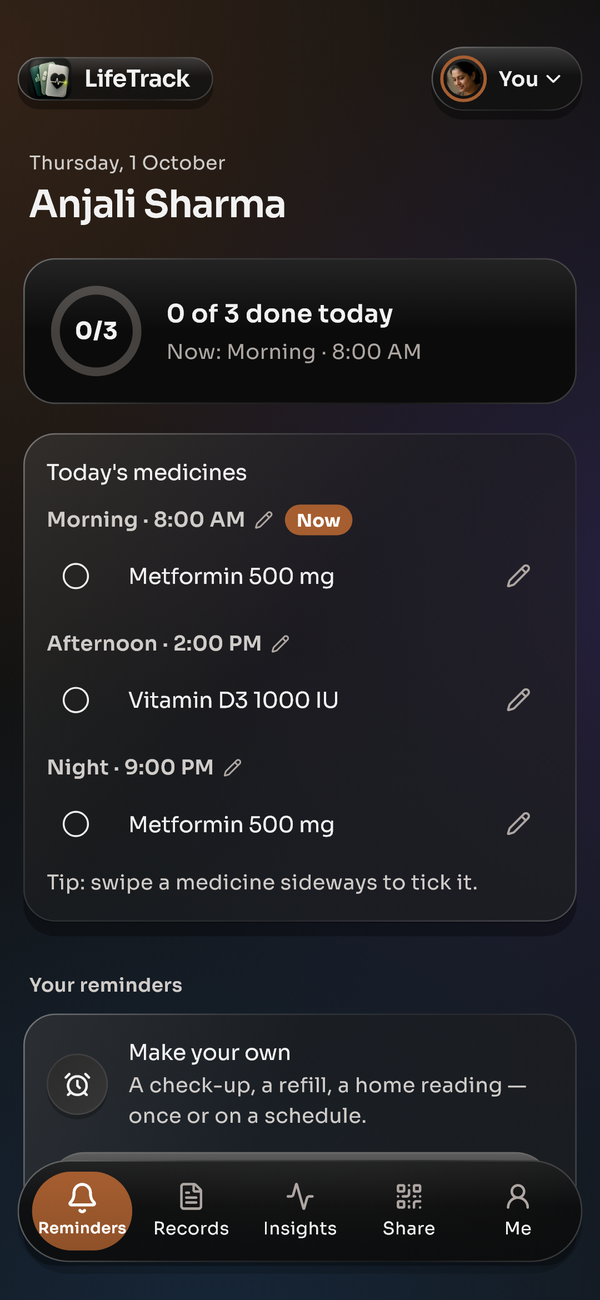 LifeTrack
You
Thursday, 1 October
Anjali Sharma
0/3
0 of 3 done today
Now: Morning · 8:00 AM
Today's medicines
Morning · 8:00 AM Now
Metformin 500 mg
Afternoon · 2:00 PM
Vitamin D3 1000 IU
Night · 9:00 PM
Metformin 500 mg
Tip: swipe a medicine sideways to tick it.
Your reminders
Make your own
A check-up, a refill, a home reading —
once or on a schedule.
Reminders Records Insights Share Me